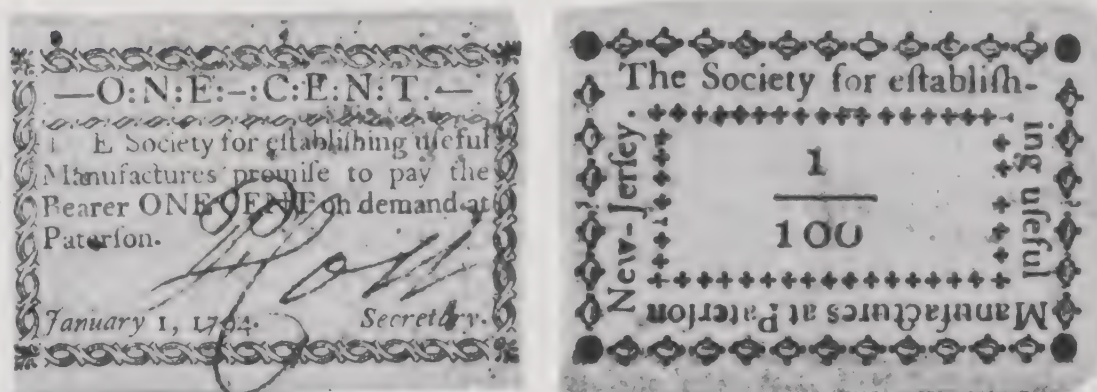 —O:N:E:–:C:E:N:T.—
E Society for eſtabliſhing uſeful
Manufactures promiſe to pay the
Bearer ONE CENT on demand at
Paterſon.
January 1, 1794. Secretary.
The Society for eſtabliſh-
ing uſeful
Manufactures at Paterſon
New-Jerſey.
1
100